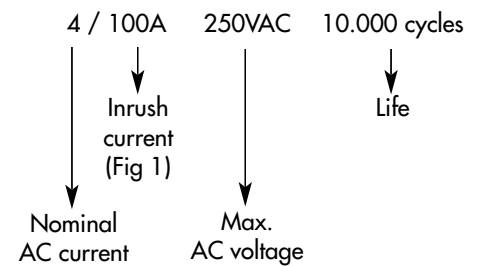 4 / 100A 250VAC 10.000 cycles
Inrush
current
(Fig 1)
Life
Nominal
AC current
Max.
AC voltage